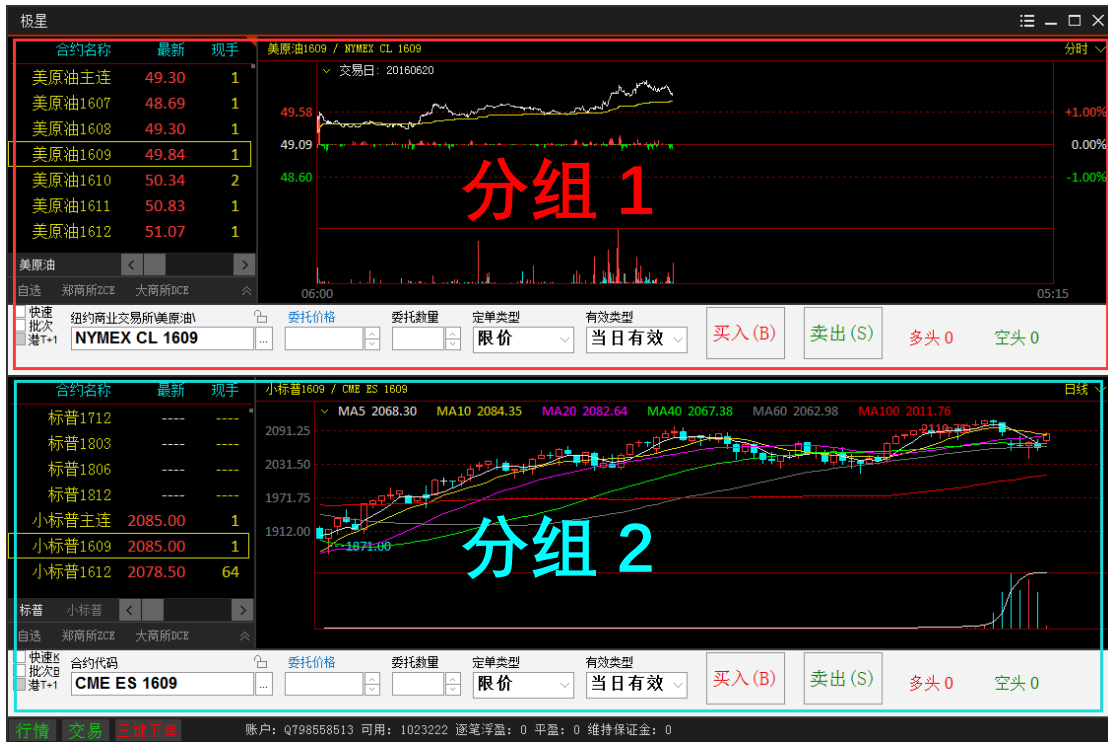 极星
合约名称 最新 现手
美原油主连 49.30 1
美原油1607 48.69 1
美原油1608 49.30 1
美原油1609 49.84 1
美原油1610 50.34 2
美原油1611 50.83 1
美原油1612 51.07 1
美原油
自选 郑商所ZCE 大商所DCE
美原油1609 / NYMEX CL 1609 分时
交易日: 20160620
49.58 +1.00%
49.09 0.00%
48.60 -1.00%
分组 1
06:00 05:15
快速
批次
港T+1
纽约商业交易所\美原油\
NYMEX CL 1609
...
委托价格 委托数量 定单类型 有效类型
限价 当日有效
买入(B) 卖出(S) 多头 0 空头 0
合约名称 最新 现手
标普1712 ---- ----
标普1803 ---- ----
标普1806 ---- ----
标普1812 ---- ----
小标普主连 2085.00 1
小标普1609 2085.00 1
小标普1612 2078.50 64
标普 小标普
自选 郑商所ZCE 大商所DCE
小标普1609 / CME ES 1609 日线
MA5 2068.30 MA10 2084.35 MA20 2082.64 MA40 2067.38 MA60 2062.98 MA100 2011.76
2091.25
2031.50
1971.75
1912.00
1871.00
分组 2
快速K
批次B
港T+1
合约代码
CME ES 1609
...
委托价格 委托数量 定单类型 有效类型
限价 当日有效
买入(B) 卖出(S) 多头 0 空头 0
行情 交易 三键下单
账户: Q798558513 可用: 1023222 逐笔浮盈: 0 平盈: 0 维持保证金: 0